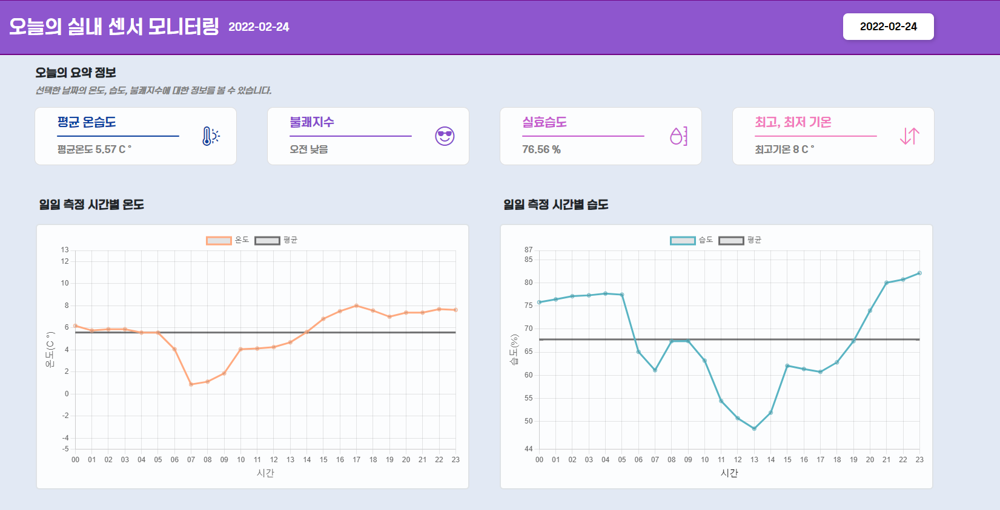 오늘의 실내 센서 모니터링 2022-02-24
2022-02-24
오늘의 요약 정보
선택한 날짜의 온도, 습도, 불쾌지수에 대한 정보를 볼 수 있습니다.
평균 온습도
평균온도 5.57 C °
불쾌지수
오전 낮음
실효습도
76.56 %
최고, 최저 기온
최고기온 8 C °
일일 측정 시간별 온도
온도 평균
13
12
10
8
6
4
2
0
-2
-4
-5
온도(C °)
00 01 02 03 04 05 06 07 08 09 10 11 12 13 14 15 16 17 18 19 20 21 22 23
시간
일일 측정 시간별 습도
습도 평균
87
85
80
75
70
65
60
55
50
44
습도(%)
00 01 02 03 04 05 06 07 08 09 10 11 12 13 14 15 16 17 18 19 20 21 22 23
시간